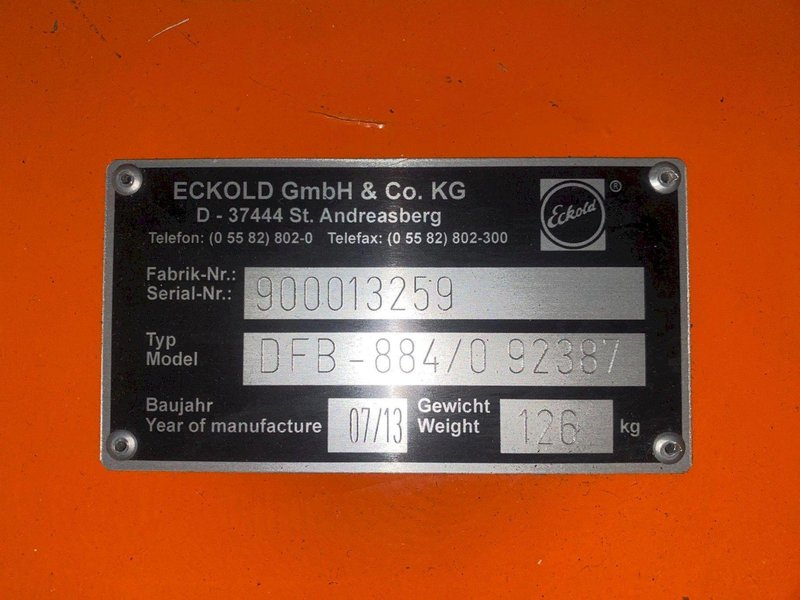 ECKOLD GmbH & Co. KG
D - 37444 St. Andreasberg
Telefon: (0 55 82) 802-0 Telefax: (0 55 82) 802-300
Eckold ®
Fabrik-Nr.:
Serial-Nr.: 900013259
Typ
Model DFB-884/0 92387
Baujahr
Year of manufacture 07/13
Gewicht
Weight 126 kg